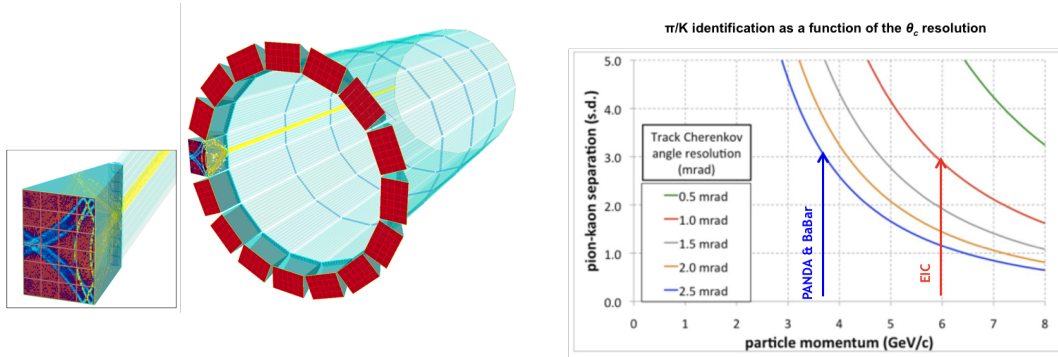 π/K identification as a function of the θc resolution
5.0
4.0
3.0
2.0
1.0
0.0
pion-kaon separation (s.d.)
Track Cherenkov
angle resolution
(mrad)
0.5 mrad
1.0 mrad
1.5 mrad
2.0 mrad
2.5 mrad
PANDA & BaBar
EIC
0 1 2 3 4 5 6 7 8
particle momentum (GeV/c)